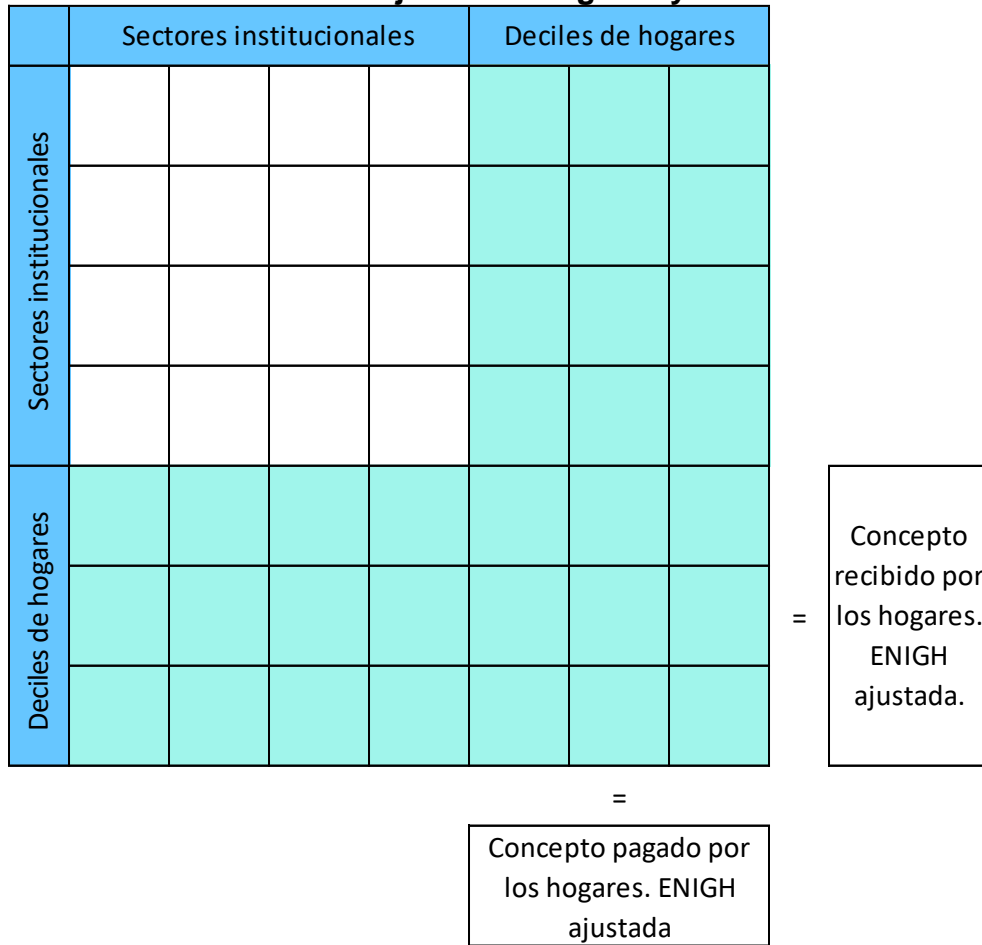 Sectores institucionales
Deciles de hogares
Sectores institucionales
Deciles de hogares
=
Concepto
recibido por
los hogares.
ENIGH
ajustada.
=
Concepto pagado por
los hogares. ENIGH
ajustada